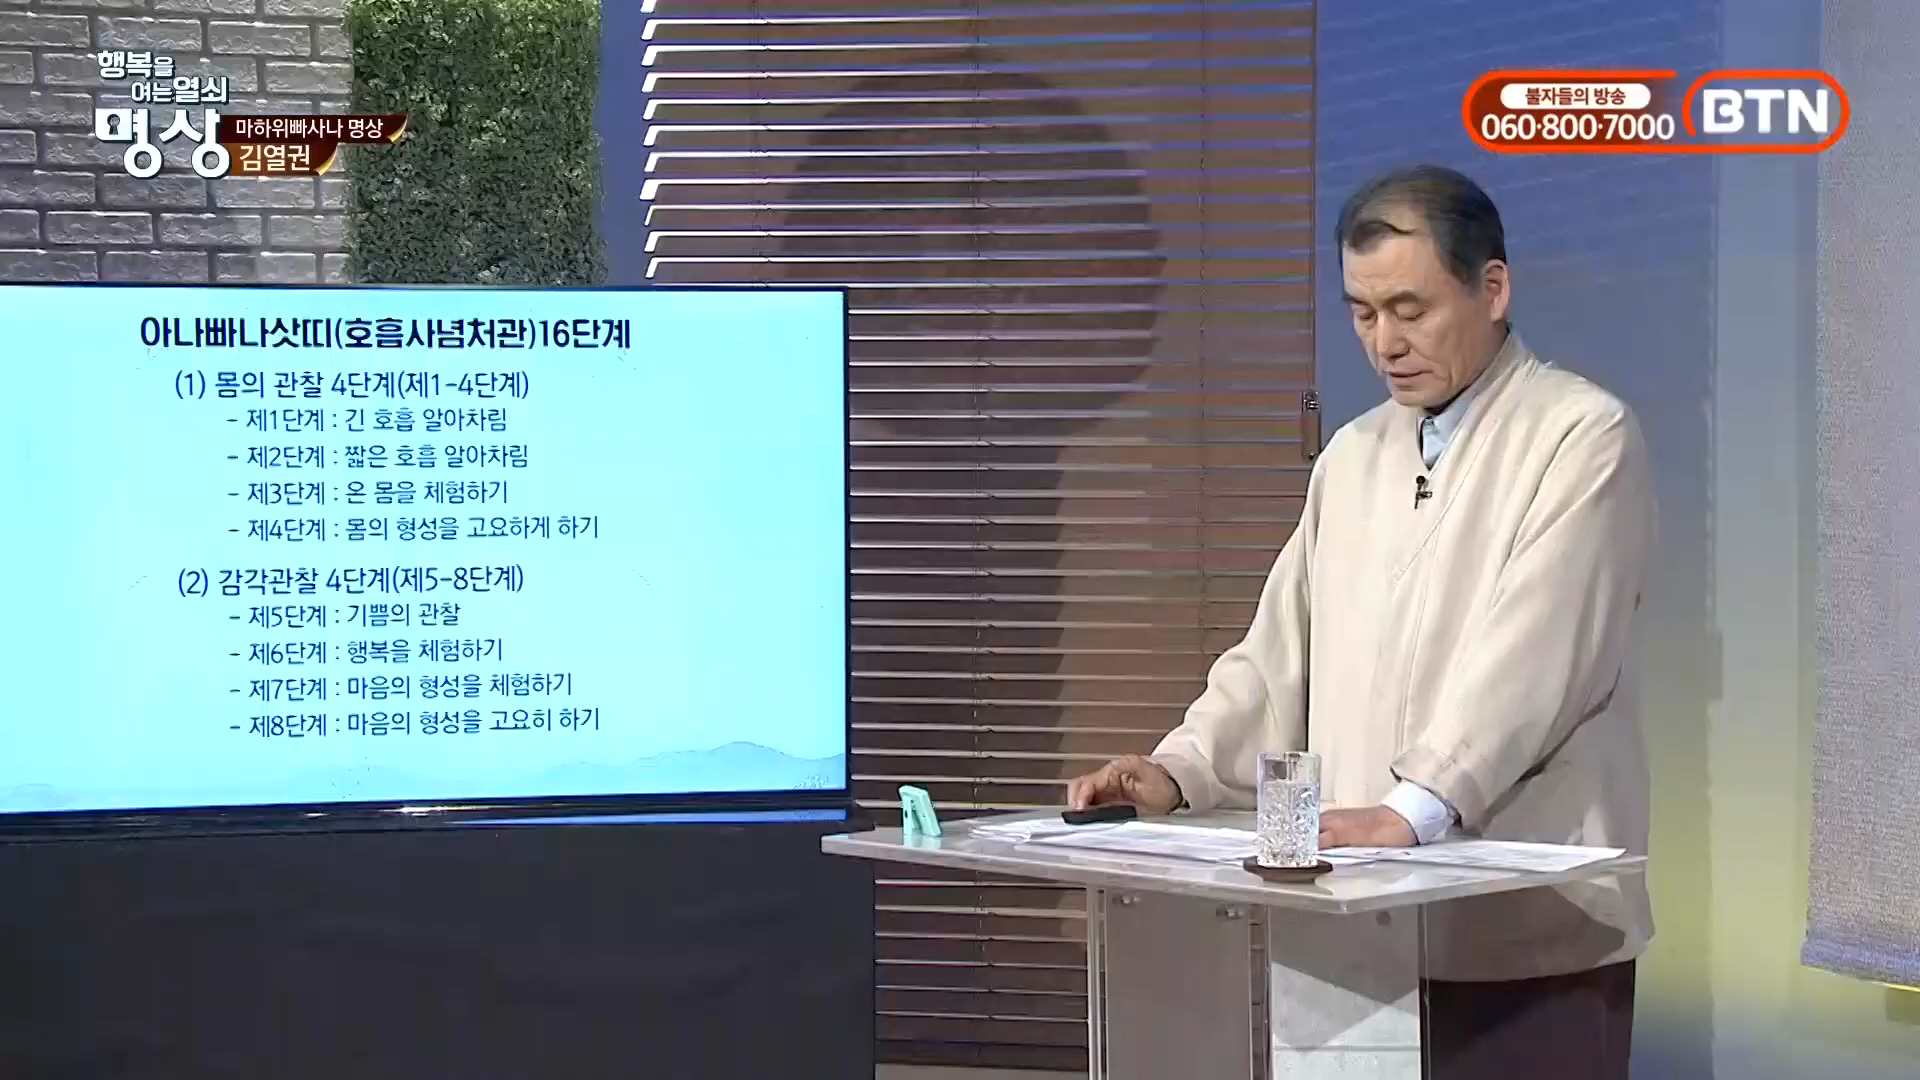 행복을
여는 열쇠
명상
마하위빠사나 명상
김열권
불자들의 방송
060·800·7000
BTN
아나빠나삿띠(호흡사념처관)16단계
(1) 몸의 관찰 4단계(제1-4단계)
- 제1단계 : 긴 호흡 알아차림
- 제2단계 : 짧은 호흡 알아차림
- 제3단계 : 온 몸을 체험하기
- 제4단계 : 몸의 형성을 고요하게 하기
(2) 감각관찰 4단계(제5-8단계)
- 제5단계 : 기쁨의 관찰
- 제6단계 : 행복을 체험하기
- 제7단계 : 마음의 형성을 체험하기
- 제8단계 : 마음의 형성을 고요히 하기